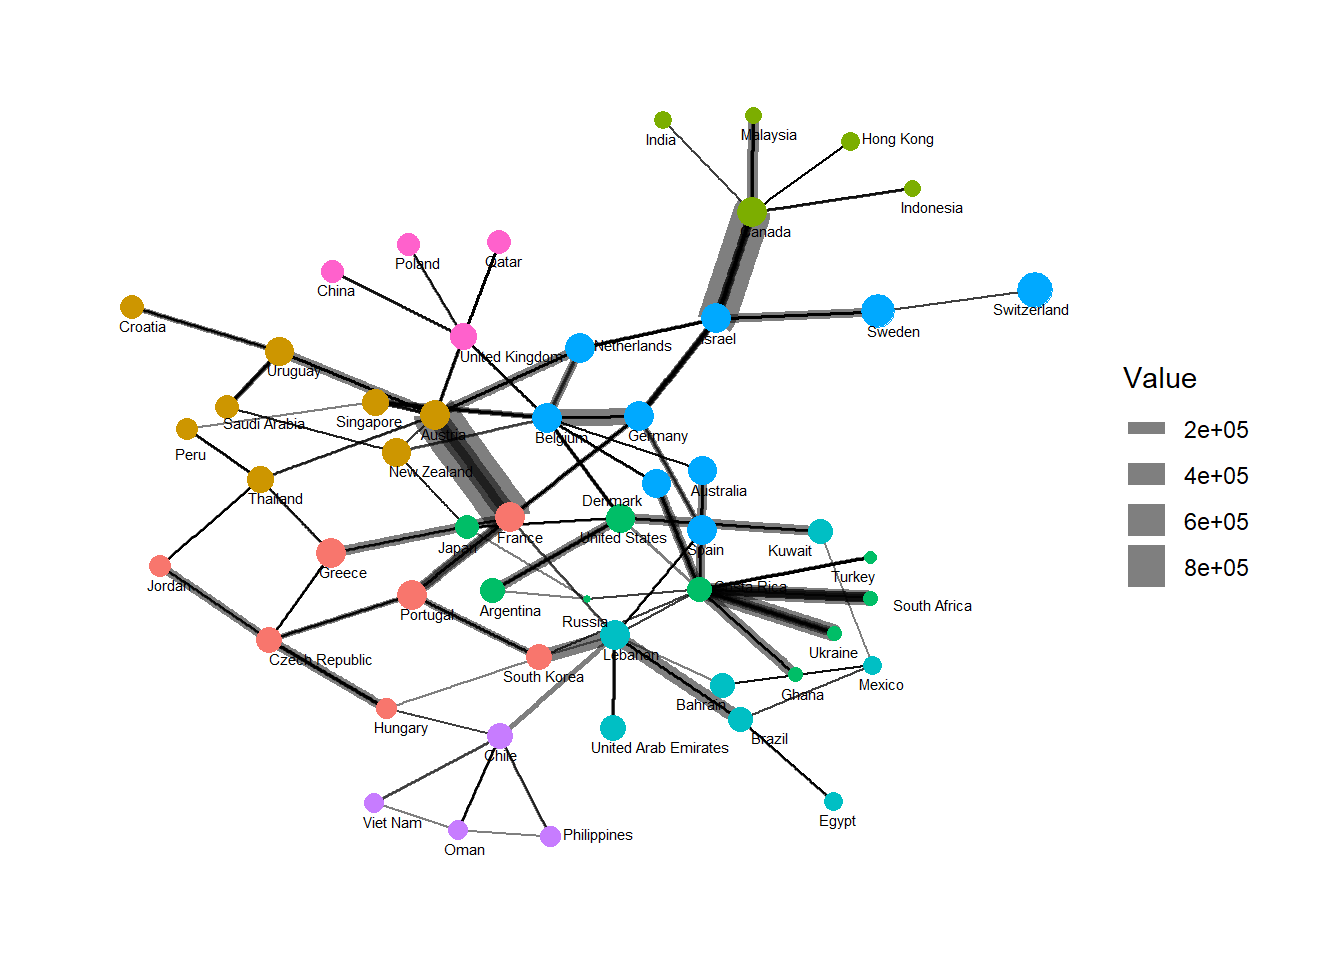 Malaysia
India
Hong Kong
Indonesia
Canada
Poland
Qatar
China
Switzerland
Croatia
Sweden
Israel
Netherlands
United Kingdom
Uruguay
Value
Singapore
Saudi Arabia
Austria
Belgium
Germany
2e+05
Peru
New Zealand
4e+05
Thailand
Australia
Denmark
6e+05
France
United States
Japan
Spain
Kuwait
8e+05
Greece
Turkey
Jordan
Costa Rica
South Africa
Argentina
Portugal
Russia
Ukraine
Lebanon
Czech Republic
South Korea
Mexico
Ghana
Bahrain
Hungary
Brazil
United Arab Emirates
Chile
Viet Nam
Egypt
Philippines
Oman